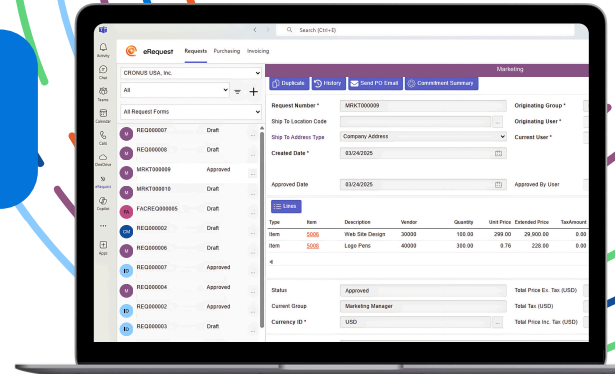 Search (Ctrl+E)
eRequest Requests Purchasing Invoicing
Activity
Chat
Teams
Calendar
Calls
OneDrive
eRequest
Copilot
Apps
CRONUS USA, Inc.
All
All Request Forms
M REQ000007 Draft
M REQ000008 Draft
M MRKT000009 Approved
M MRKT000010 Draft
FA FACREQ000005 Draft
CM REQ000002 Draft
M REQ000006 Draft
ID REQ000007 Approved
M REQ000004 Approved
ID REQ000002 Approved
ID REQ000003 Draft
Marketing
Duplicate History Send PO Email Commitment Summary
Request Number * MRKT000009 Originating Group *
Ship To Location Code Originating User *
Ship To Address Type Company Address Current User *
Created Date * 03/24/2025
Approved Date 03/24/2025 Approved By User
Lines
Type Item Description Vendor Quantity Unit Price Extended Price TaxAmount
Item 5006 Web Site Design 30000 100.00 299.00 29,900.00 0.00
Item 5008 Logo Pens 40000 300.00 0.76 228.00 0.00
Status Approved Total Price Ex. Tax (USD)
Current Group Marketing Manager Total Tax (USD)
Currency ID * USD Total Price Inc. Tax (USD)